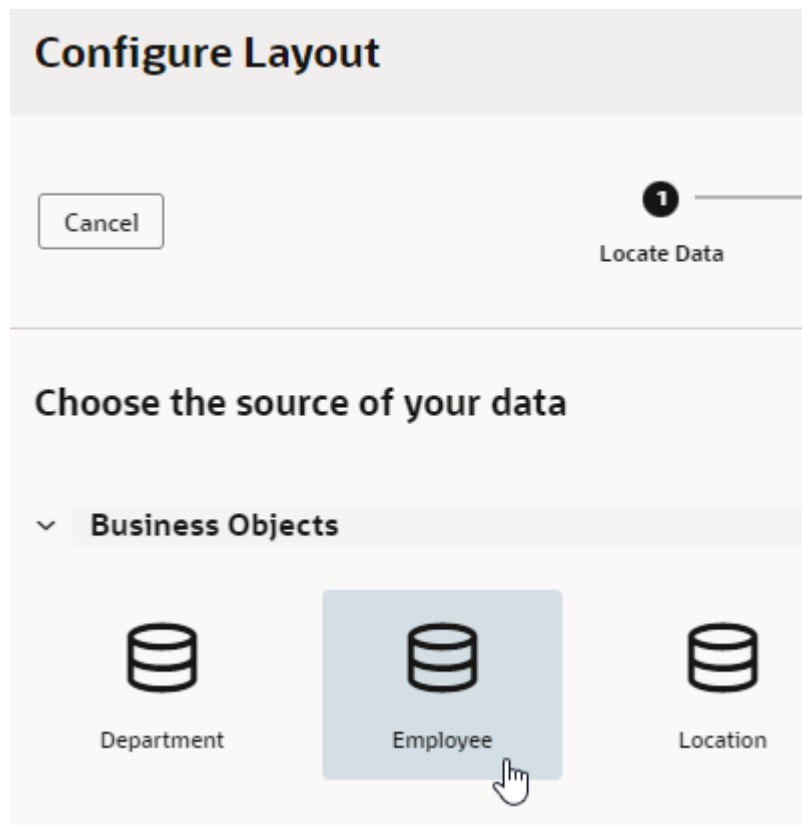 Configure Layout
Cancel
1
Locate Data
Choose the source of your data
Business Objects
Department Employee Location